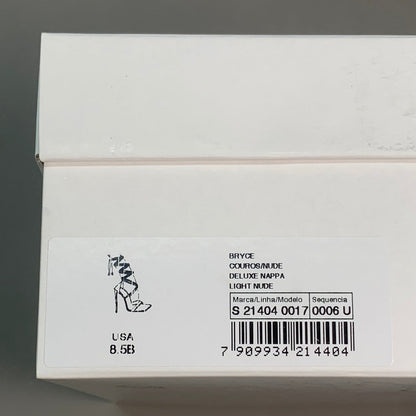 BRYCE
COUROS/NUDE
DELUXE NAPPA
LIGHT NUDE
Marca/Linha/Modelo Sequencia
S 21404 0017 0006 U
USA
8.5B
7 909934 214404